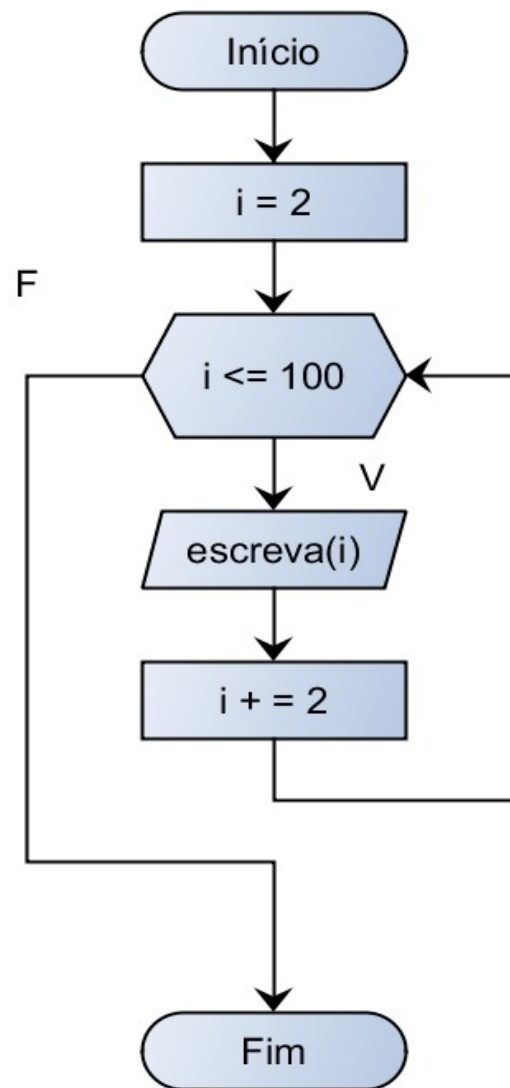 Início
i = 2
F
i <= 100
V
escreva(i)
i + = 2
Fim